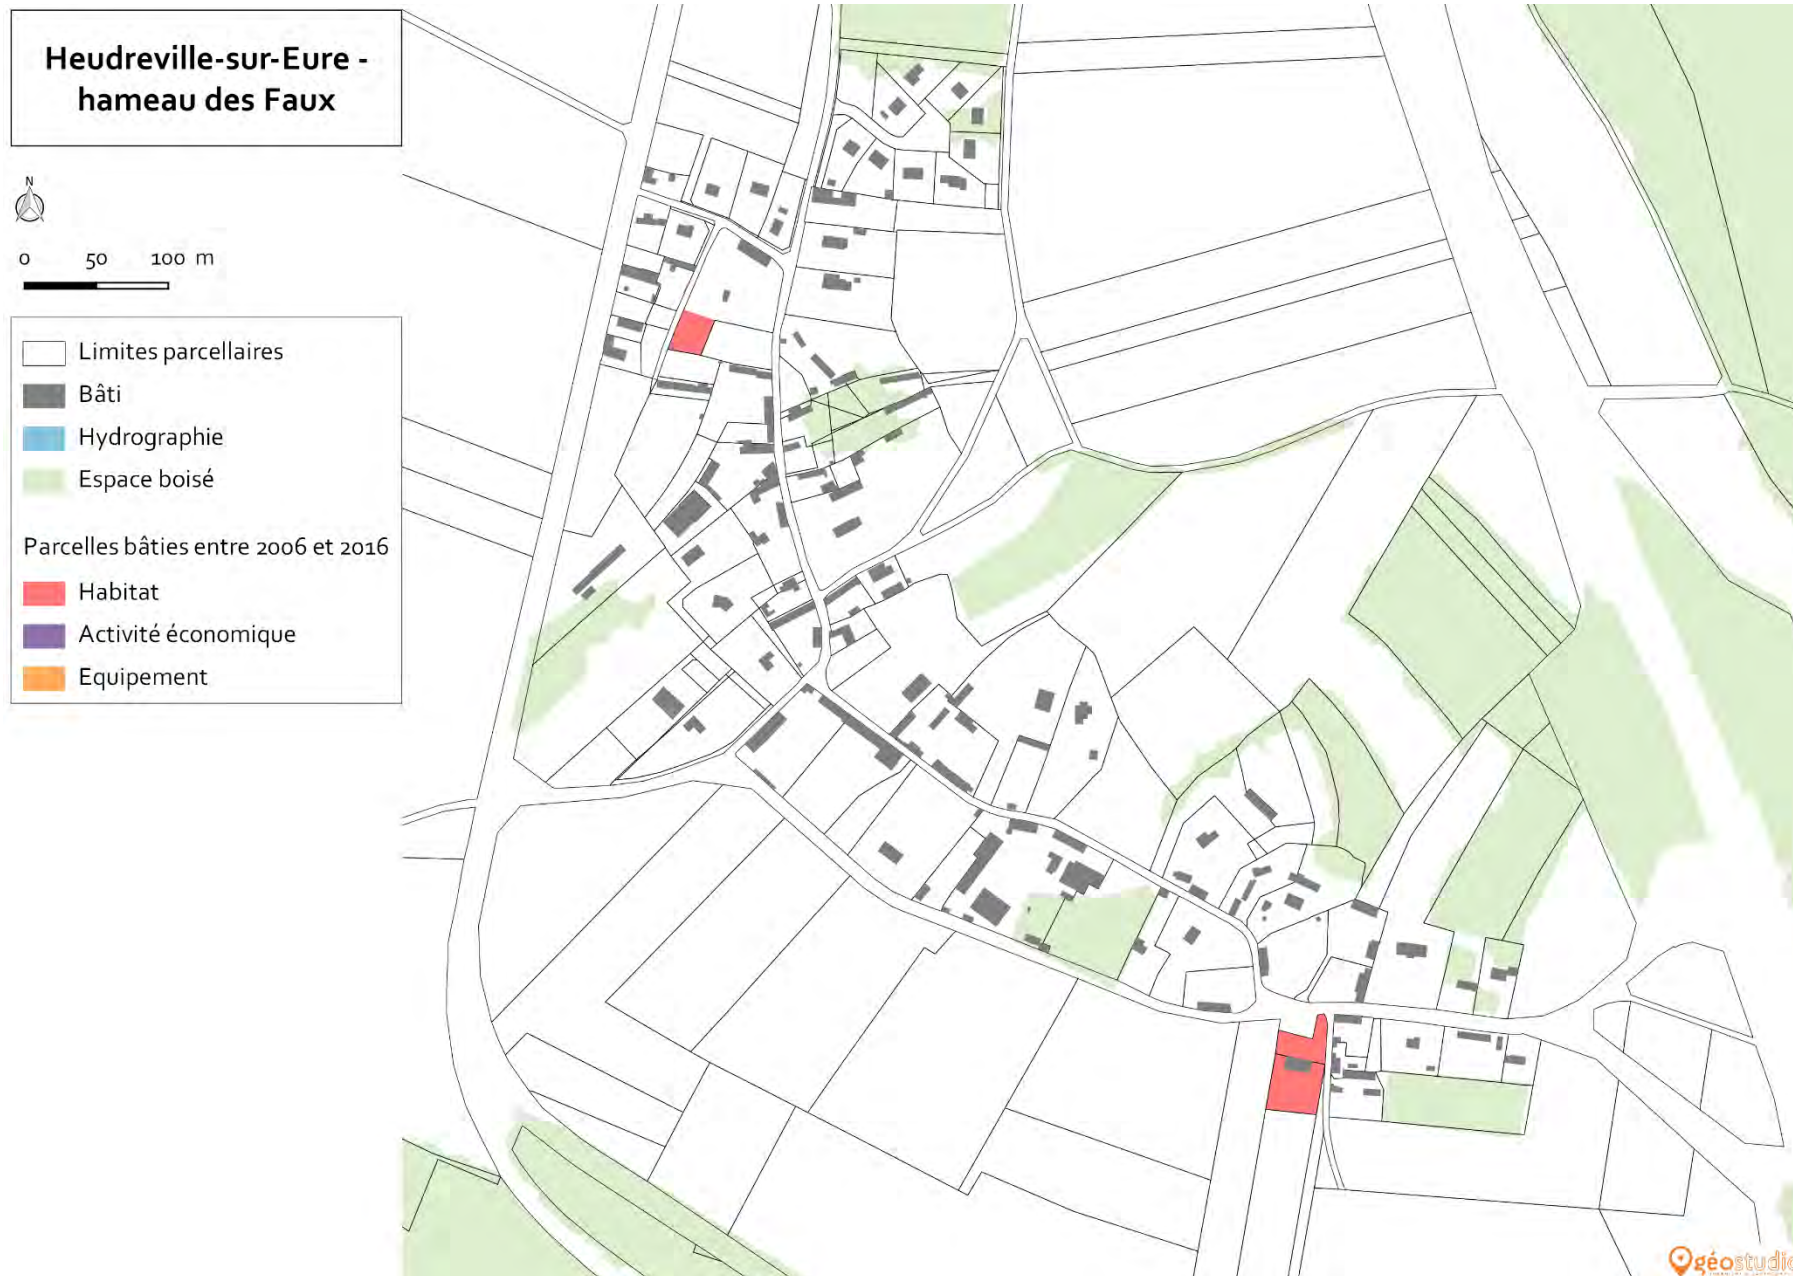 Heudreville-sur-Eure -
hameau des Faux
N
0 50 100 m
Limites parcellaires
Bâti
Hydrographie
Espace boisé
Parcelles bâties entre 2006 et 2016
Habitat
Activité économique
Equipement
géostudio